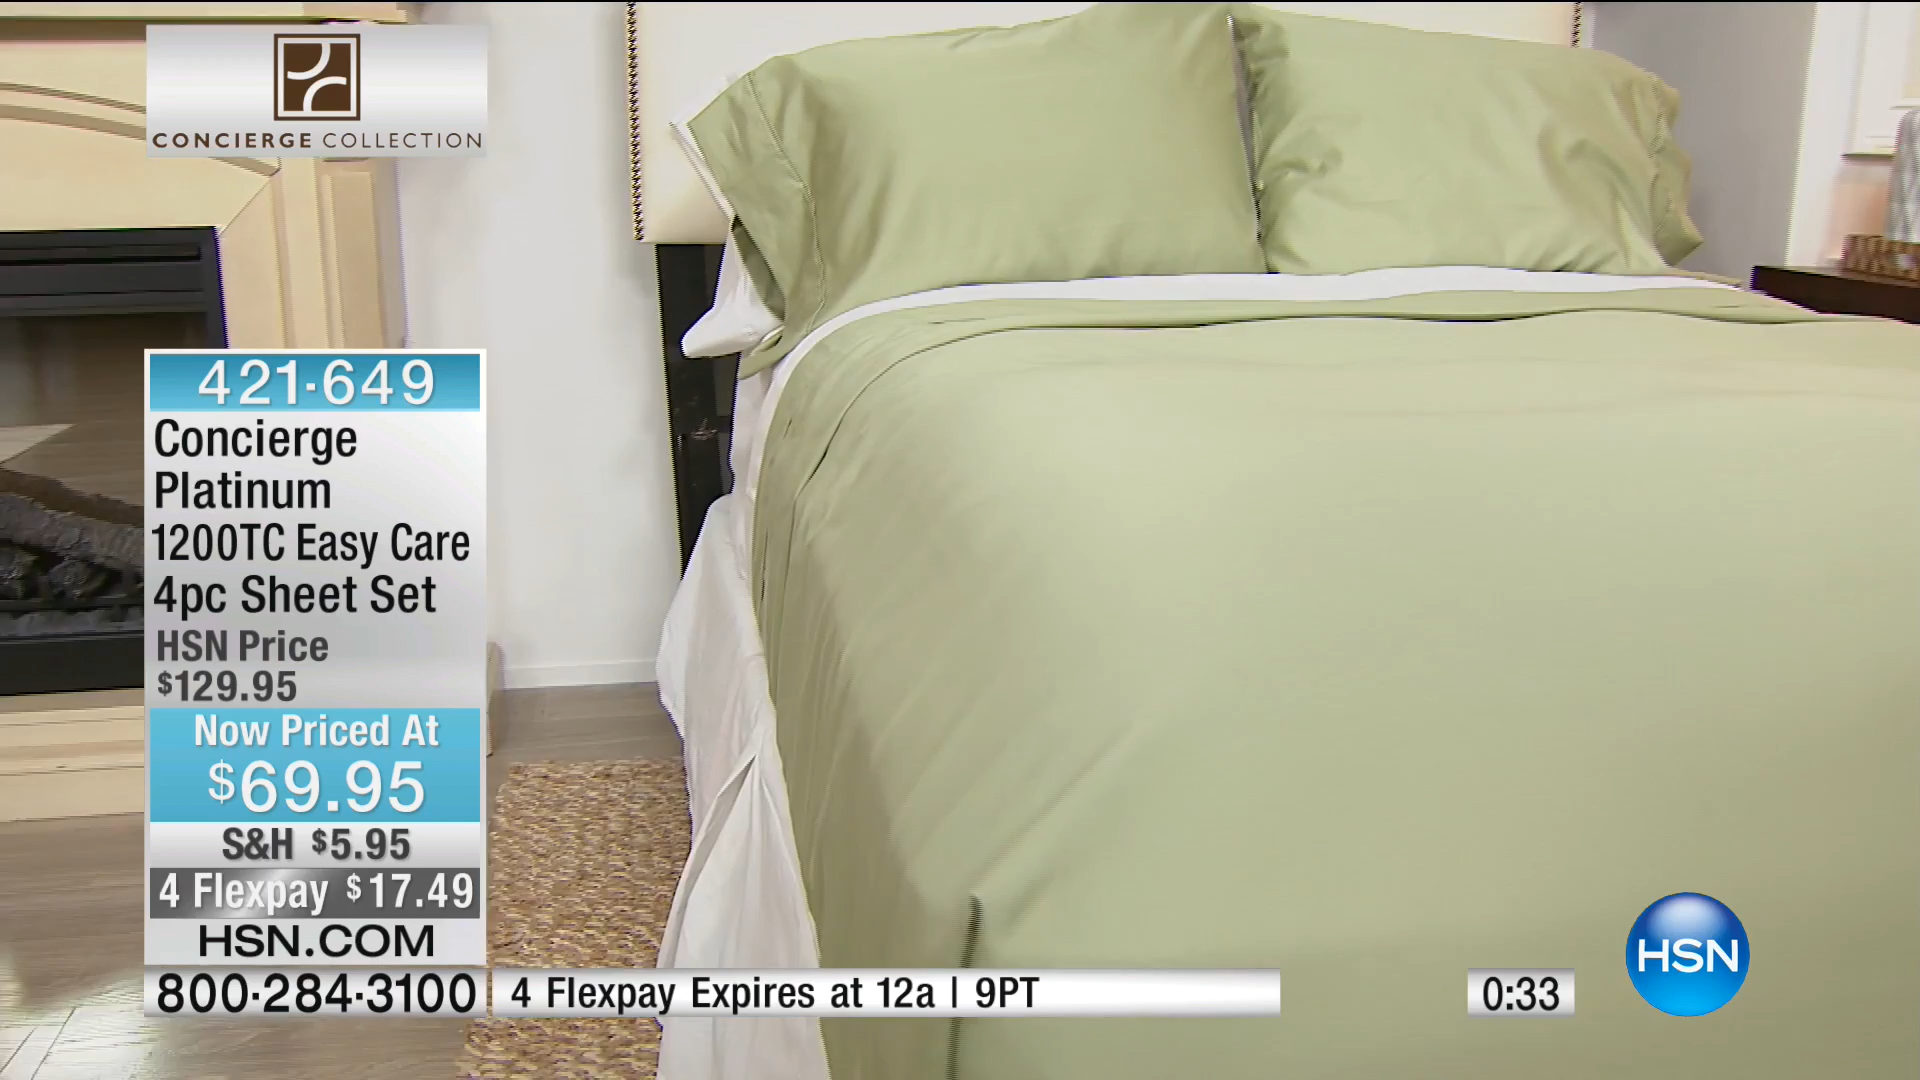 CONCIERGE COLLECTION
421·649
Concierge
Platinum
1200TC Easy Care
4pc Sheet Set
HSN Price
$129.95
Now Priced At
$69.95
S&H $5.95
4 Flexpay $17.49
HSN.COM
800·284·3100
4 Flexpay Expires at 12a | 9PT
0:33
HSN